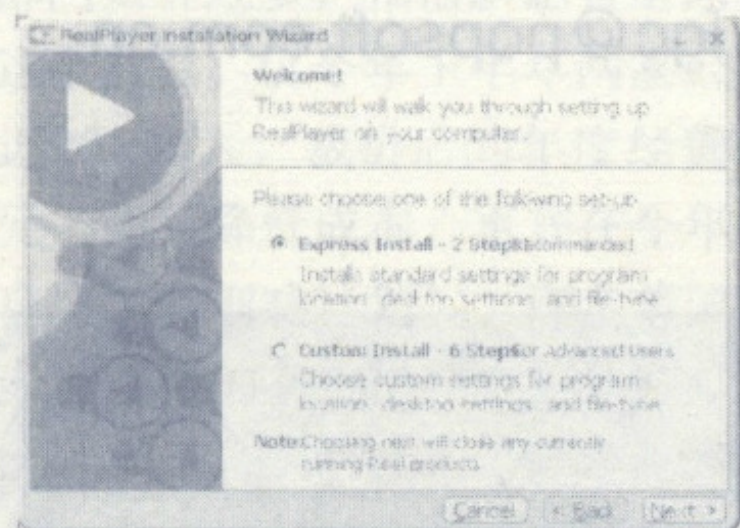 RealPlayer Installation Wizard
Welcome!
This wizard will walk you through setting up
RealPlayer on your computer.
Please choose one of the following set-up
Express Install - 2 Steps
Installs standard settings for program
location, desktop settings, and file-type
Custom Install - 6 Steps for Advanced Users
Choose custom settings for program
location, desktop settings, and file-type
Note: Choosing next will close any currently
running Real products
Cancel < Back Next >